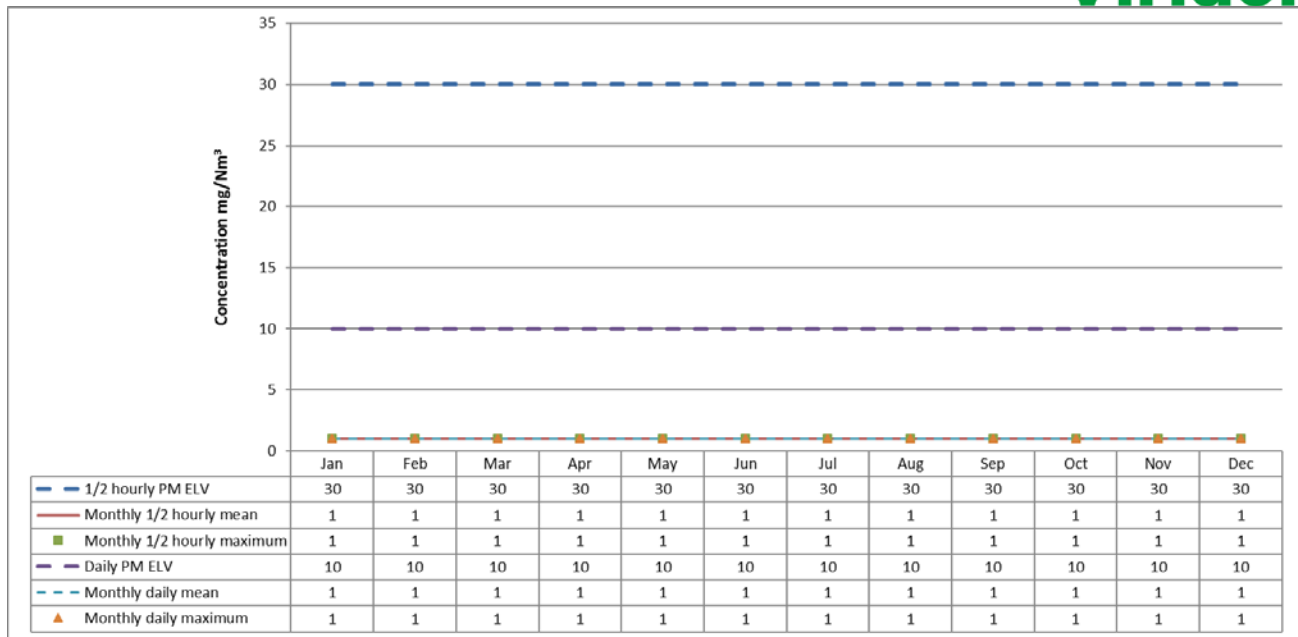 35
30
25
20
15
10
5
0
Concentration mg/Nm³
Jan Feb Mar Apr May Jun Jul Aug Sep Oct Nov Dec
1/2 hourly PM ELV 30 30 30 30 30 30 30 30 30 30 30 30
Monthly 1/2 hourly mean 1 1 1 1 1 1 1 1 1 1 1 1
Monthly 1/2 hourly maximum 1 1 1 1 1 1 1 1 1 1 1 1
Daily PM ELV 10 10 10 10 10 10 10 10 10 10 10 10
Monthly daily mean 1 1 1 1 1 1 1 1 1 1 1 1
Monthly daily maximum 1 1 1 1 1 1 1 1 1 1 1 1